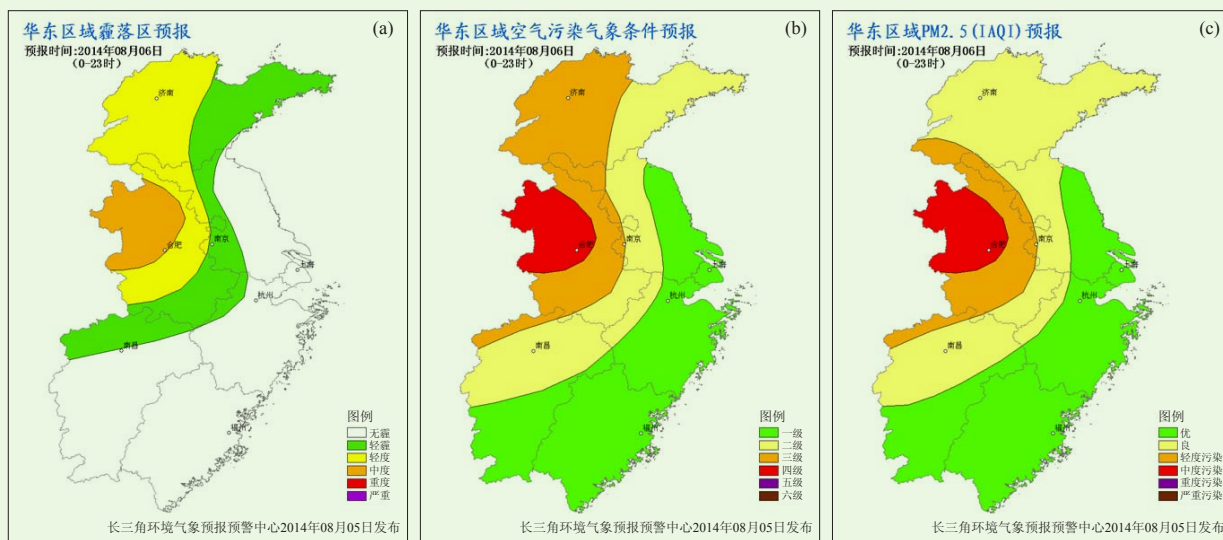 华东区域霾落区预报
(a)
预报时间:2014年08月06日
(0-23时)
济南
合肥
南京
上海
杭州
南昌
福州
图例
无霾
轻霾
轻度
中度
重度
严重
长三角环境气象预报预警中心2014年08月05日发布
华东区域空气污染气象条件预报
(b)
预报时间:2014年08月06日
(0-23时)
济南
合肥
南京
上海
杭州
南昌
福州
图例
一级
二级
三级
四级
五级
六级
长三角环境气象预报预警中心2014年08月05日发布
华东区域PM2.5(IAQI)预报
(c)
预报时间:2014年08月06日
(0-23时)
济南
合肥
南京
上海
杭州
南昌
福州
图例
优
良
轻度污染
中度污染
重度污染
严重污染
长三角环境气象预报预警中心2014年08月05日发布